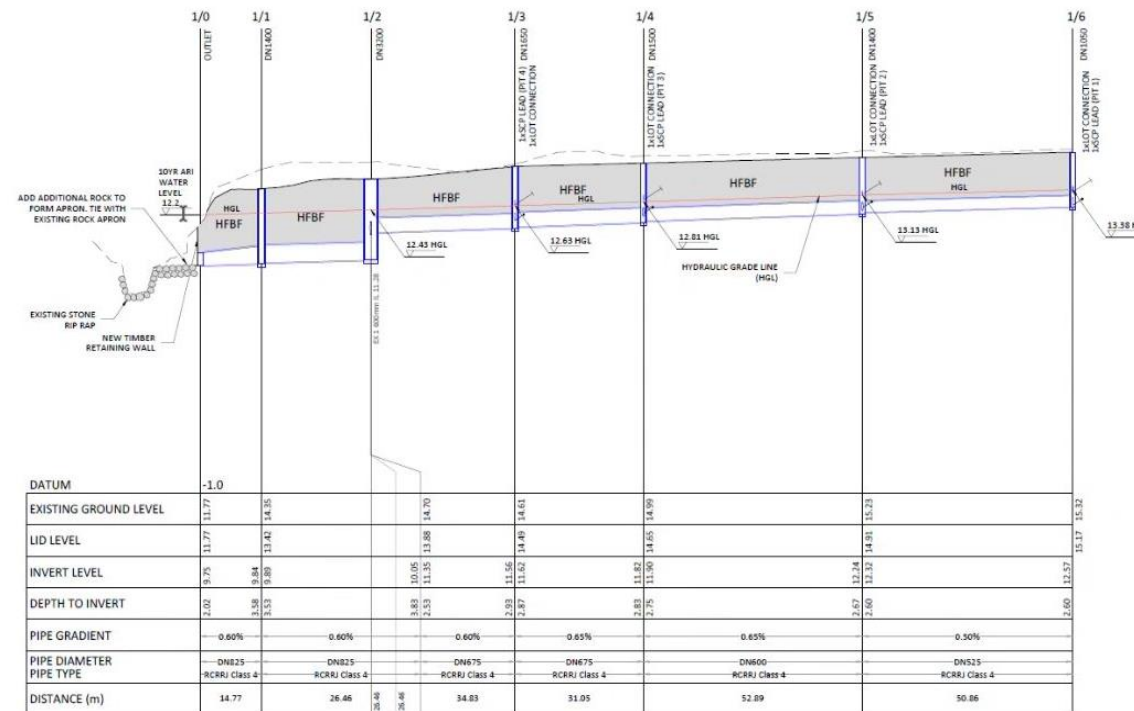 1/0 1/1 1/2 1/3 1/4 1/5 1/6
OUTLET
DN1400
DN3200
1xSCP LEAD (PIT 4) DN1650
1xLOT CONNECTION
1xLOT CONNECTION DN1500
1xSCP LEAD (PIT 3)
1xLOT CONNECTION DN1400
1xSCP LEAD (PIT 2)
1xLOT CONNECTION DN1050
1xSCP LEAD (PIT 1)
10YR ARI
WATER
LEVEL
12.2
ADD ADDITIONAL ROCK TO
FORM APRON. TIE WITH
EXISTING ROCK APRON
HGL
HFBF
HFBF
HFBF
HFBF
HGL
HFBF
HFBF
HGL
12.43 HGL
12.63 HGL
12.81 HGL
13.13 HGL
13.38 H
HYDRAULIC GRADE LINE
(HGL)
EXISTING STONE
RIP RAP
NEW TIMBER
RETAINING WALL
DATUM -1.0
EXISTING GROUND LEVEL 11.77 14.35 14.70 14.61 14.99 15.23 15.32
LID LEVEL 11.77 13.42 13.88 14.49 14.65 14.91 15.17
INVERT LEVEL 9.75 9.84 9.89 10.05 11.35 11.56 11.62 11.82 11.90 12.24 12.32 12.57
DEPTH TO INVERT 2.02 3.58 3.53 3.83 2.53 2.93 2.87 2.83 2.75 2.67 2.60 2.60
PIPE GRADIENT 0.60% 0.60% 0.60% 0.65% 0.65% 0.50%
PIPE DIAMETER DN825 DN825 DN675 DN675 DN600 DN525
PIPE TYPE RCRRJ Class 4 RCRRJ Class 4 RCRRJ Class 4 RCRRJ Class 4 RCRRJ Class 4 RCRRJ Class 4
DISTANCE (m) 14.77 26.46 26.46 26.46 34.83 31.05 52.89 50.86